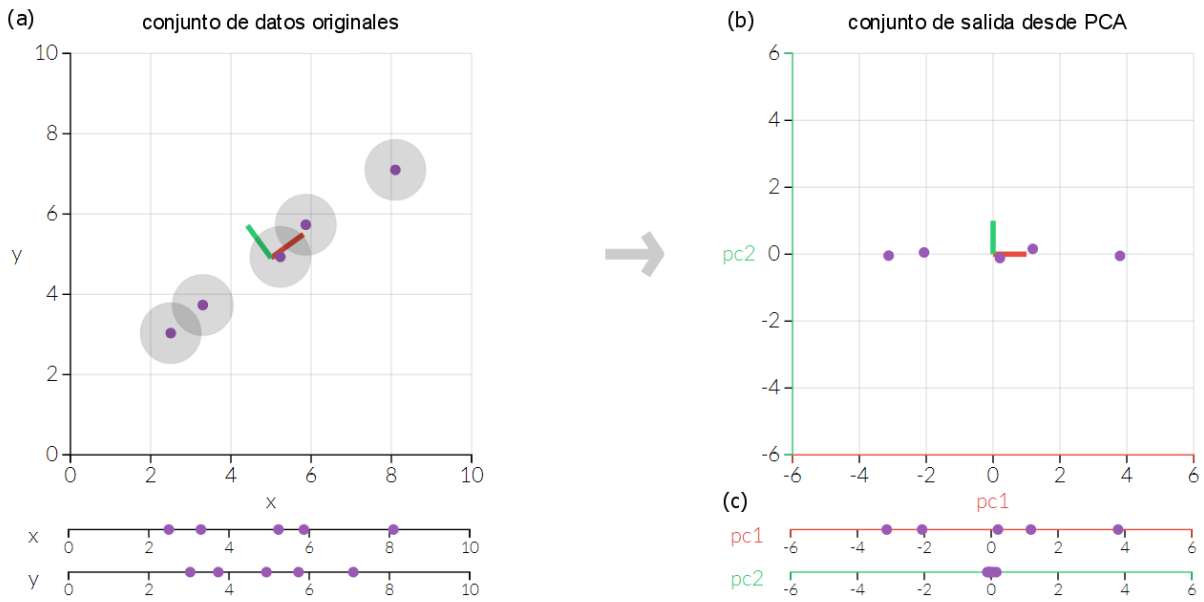 (a) conjunto de datos originales
10
8
6
y
4
2
0
0 2 4 6 8 10
x
x 0 2 4 6 8 10
y 0 2 4 6 8 10
(b) conjunto de salida desde PCA
6
4
2
pc2 0
-2
-4
-6
-6 -4 -2 0 2 4 6
pc1
(c)
pc1 -6 -4 -2 0 2 4 6
pc2 -6 -4 -2 0 2 4 6